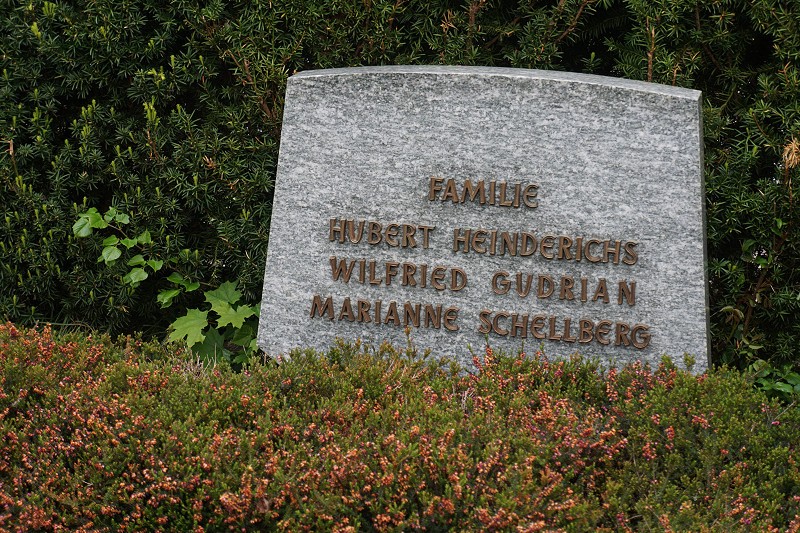 FAMILIE
HUBERT HEINDERICHS
WILFRIED GUDRIAN
MARIANNE SCHELLBERG